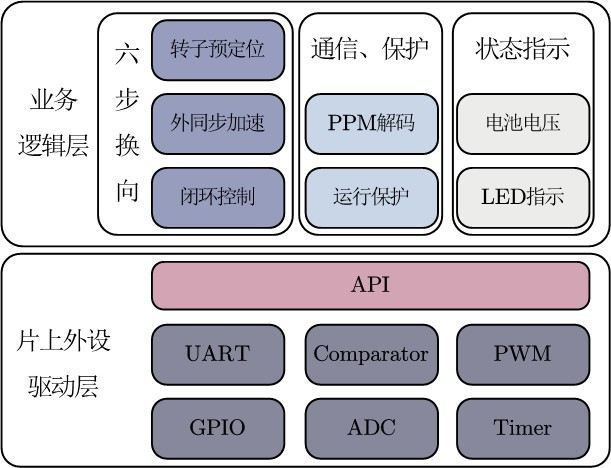 业务
逻辑层
六
步
换
向
转子预定位
外同步加速
闭环控制
通信、保护
PPM解码
运行保护
状态指示
电池电压
LED指示
片上外设
驱动层
API
UART
Comparator
PWM
GPIO
ADC
Timer